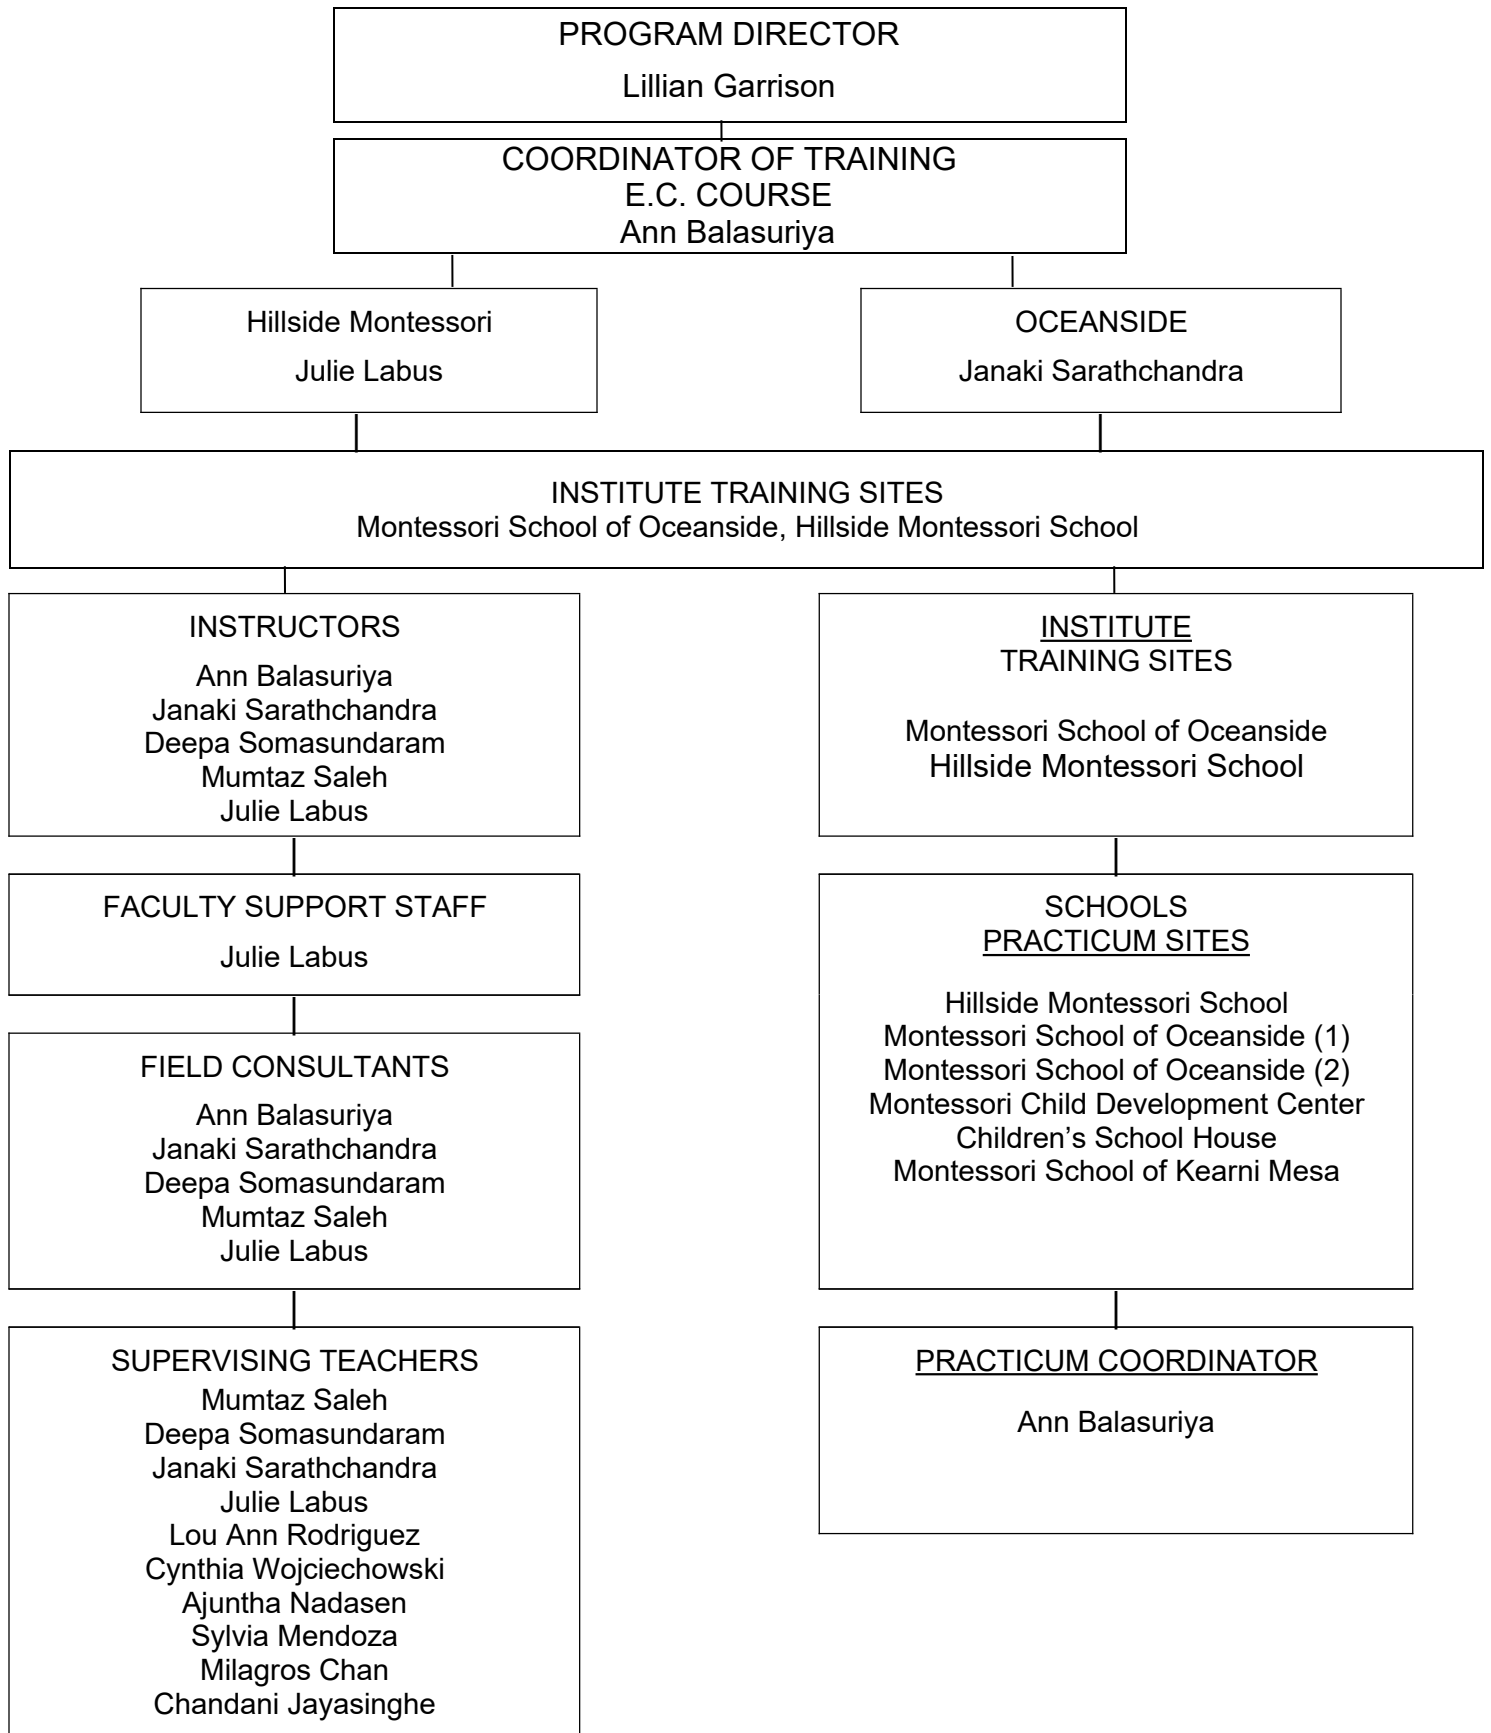 PROGRAM DIRECTOR
Lillian Garrison
COORDINATOR OF TRAINING
E.C. COURSE
Ann Balasuriya
Hillside Montessori
Julie Labus
OCEANSIDE
Janaki Sarathchandra
INSTITUTE TRAINING SITES
Montessori School of Oceanside, Hillside Montessori School
INSTRUCTORS
Ann Balasuriya
Janaki Sarathchandra
Deepa Somasundaram
Mumtaz Saleh
Julie Labus
INSTITUTE
TRAINING SITES
Montessori School of Oceanside
Hillside Montessori School
FACULTY SUPPORT STAFF
Julie Labus
SCHOOLS
PRACTICUM SITES
Hillside Montessori School
Montessori School of Oceanside (1)
Montessori School of Oceanside (2)
Montessori Child Development Center
Children’s School House
Montessori School of Kearni Mesa
FIELD CONSULTANTS
Ann Balasuriya
Janaki Sarathchandra
Deepa Somasundaram
Mumtaz Saleh
Julie Labus
SUPERVISING TEACHERS
Mumtaz Saleh
Deepa Somasundaram
Janaki Sarathchandra
Julie Labus
Lou Ann Rodriguez
Cynthia Wojciechowski
Ajuntha Nadasen
Sylvia Mendoza
Milagros Chan
Chandani Jayasinghe
PRACTICUM COORDINATOR
Ann Balasuriya